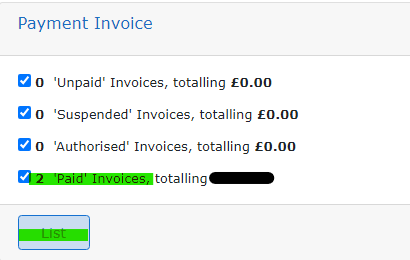 Payment Invoice
0 'Unpaid' Invoices, totalling £0.00
0 'Suspended' Invoices, totalling £0.00
0 'Authorised' Invoices, totalling £0.00
2 'Paid' Invoices, totalling
List